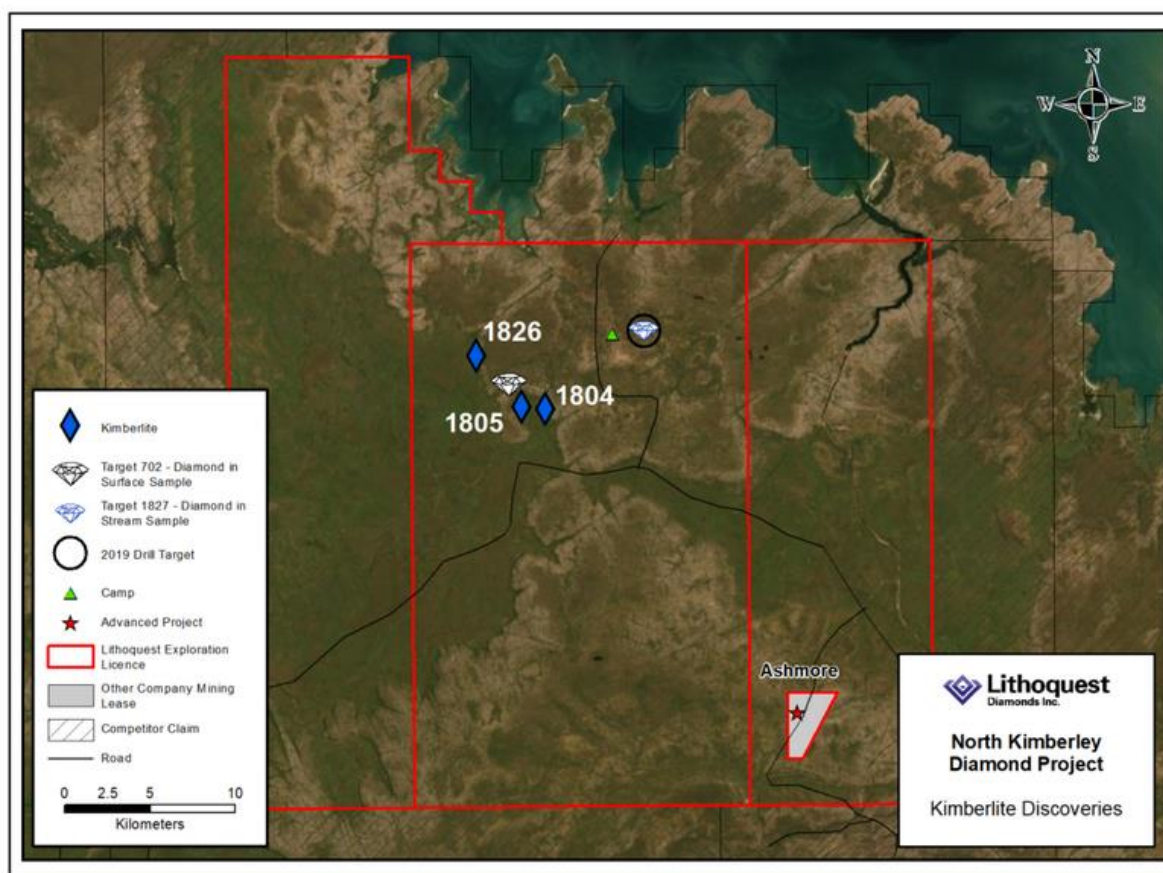 N
W E
S
1826
1804
1805
Ashmore
Kimberlite
Target 702 - Diamond in
Surface Sample
Target 1827 - Diamond in
Stream Sample
2019 Drill Target
Camp
Advanced Project
Lithoquest Exploration
Licence
Other Company Mining
Lease
Competitor Claim
Road
0 2.5 5 10
Kilometers
Lithoquest
Diamonds Inc.
North Kimberley
Diamond Project
Kimberlite Discoveries